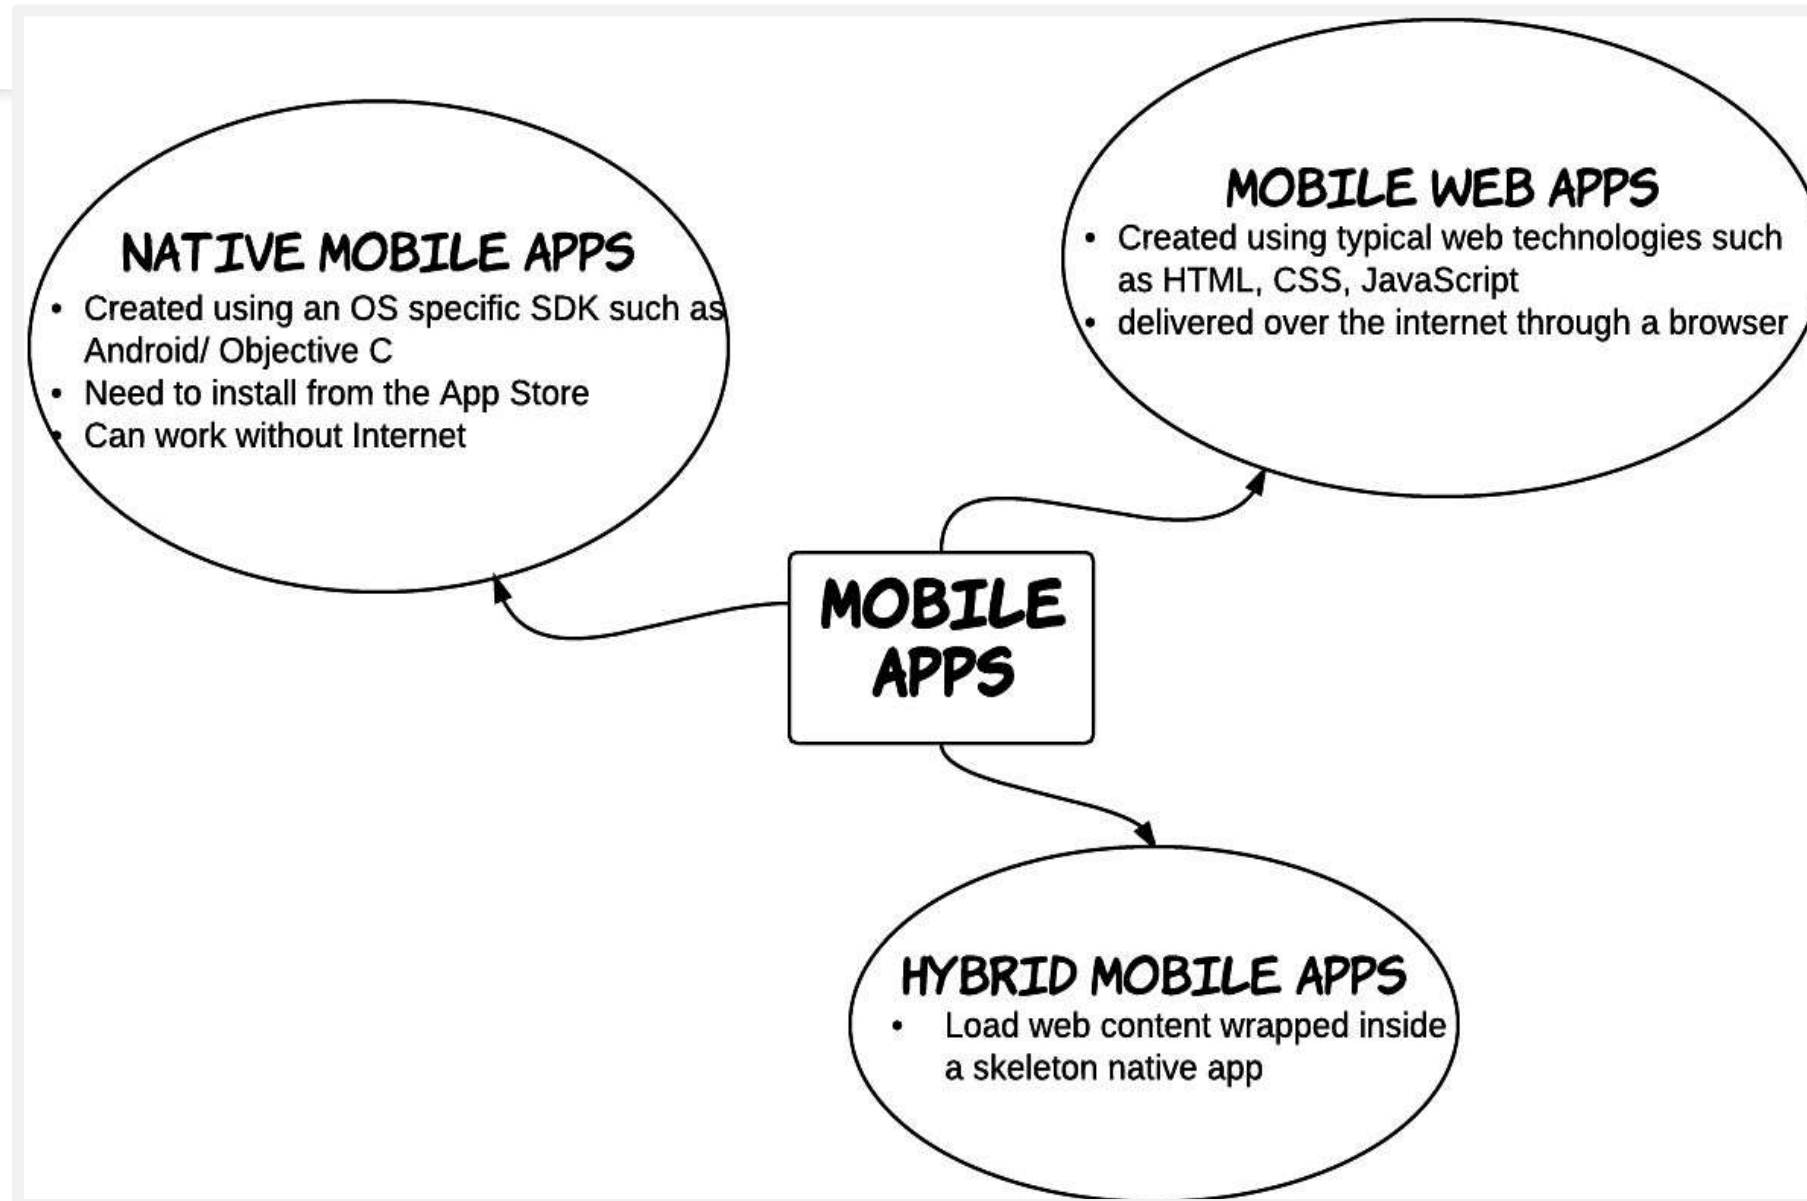 NATIVE MOBILE APPS
• Created using an OS specific SDK such as
Android/ Objective C
• Need to install from the App Store
• Can work without Internet
MOBILE WEB APPS
• Created using typical web technologies such
as HTML, CSS, JavaScript
• delivered over the internet through a browser
MOBILE
APPS
HYBRID MOBILE APPS
• Load web content wrapped inside
a skeleton native app